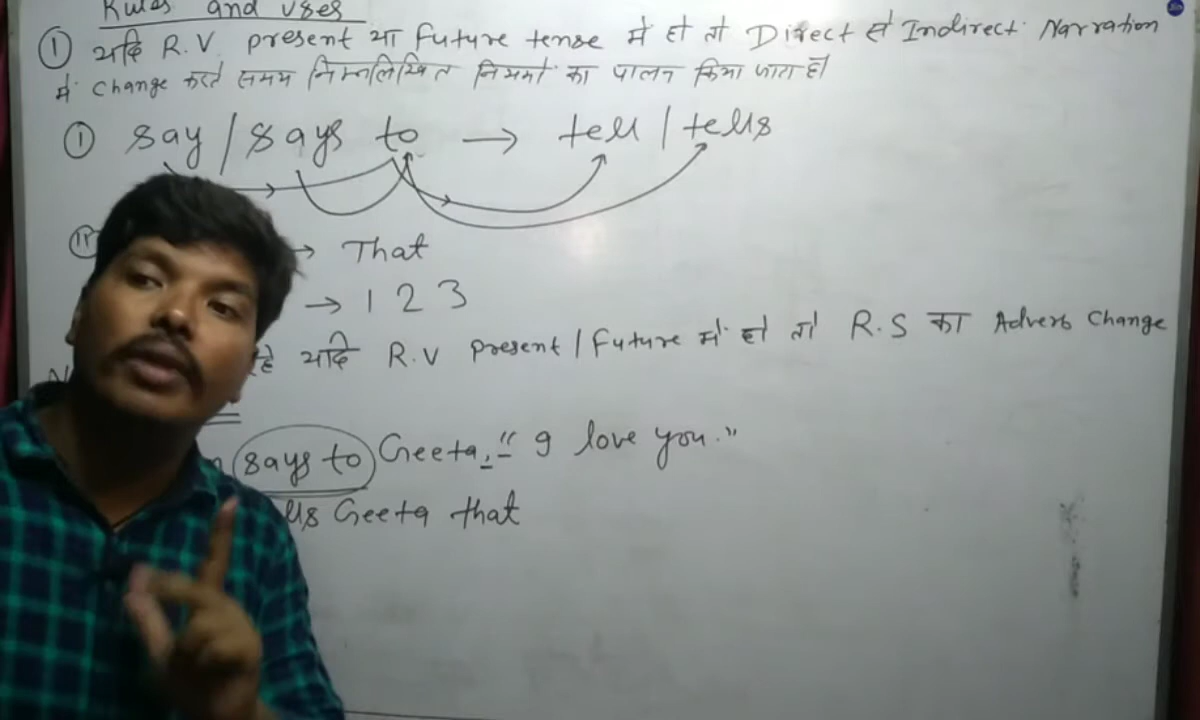 Rules and uses
① यदि R.V. present या future tense में हो तो Direct से Indirect Narration
में change करते समय निम्नलिखित नियमों का पालन किया जाता है।
① say / says to → tell / tells
② → That
→ 1 2 3
है यदि R.V present / future में हो तो R.S का Adverb change
says to Geeta, "I love you."
lls Geeta that